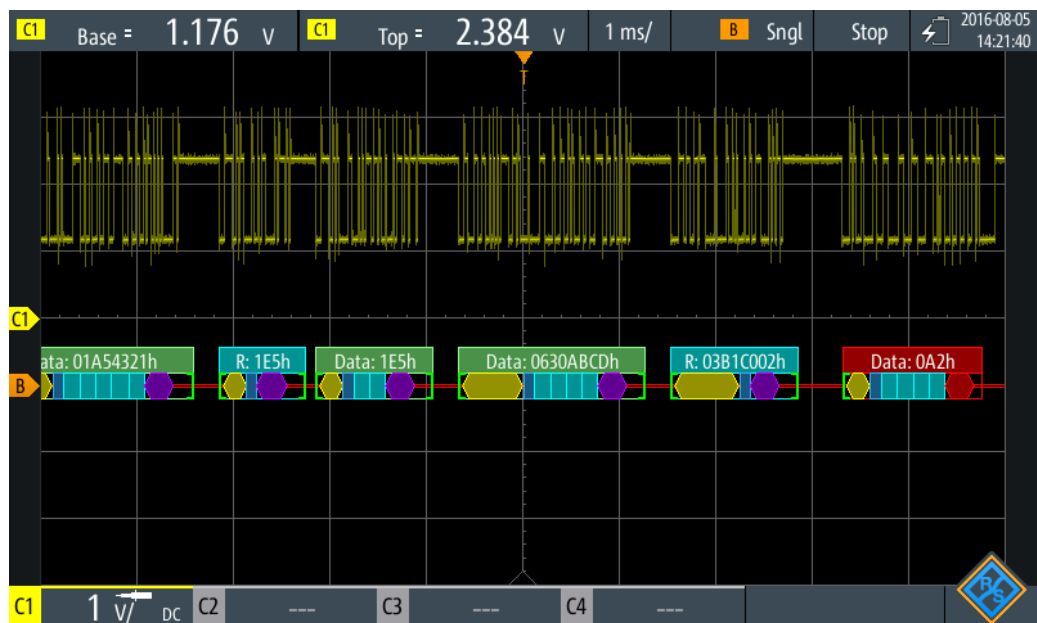 C1 Base = 1.176 V C1 Top = 2.384 V 1 ms/ B Sngl Stop 2016-08-05
14:21:40
T
C1
ata: 01A54321h R: 1E5h Data: 1E5h Data: 0630ABCDh R: 03B1C002h Data: 0A2h
B
R&S
C1 1 V/ DC C2 --- C3 --- C4 ---